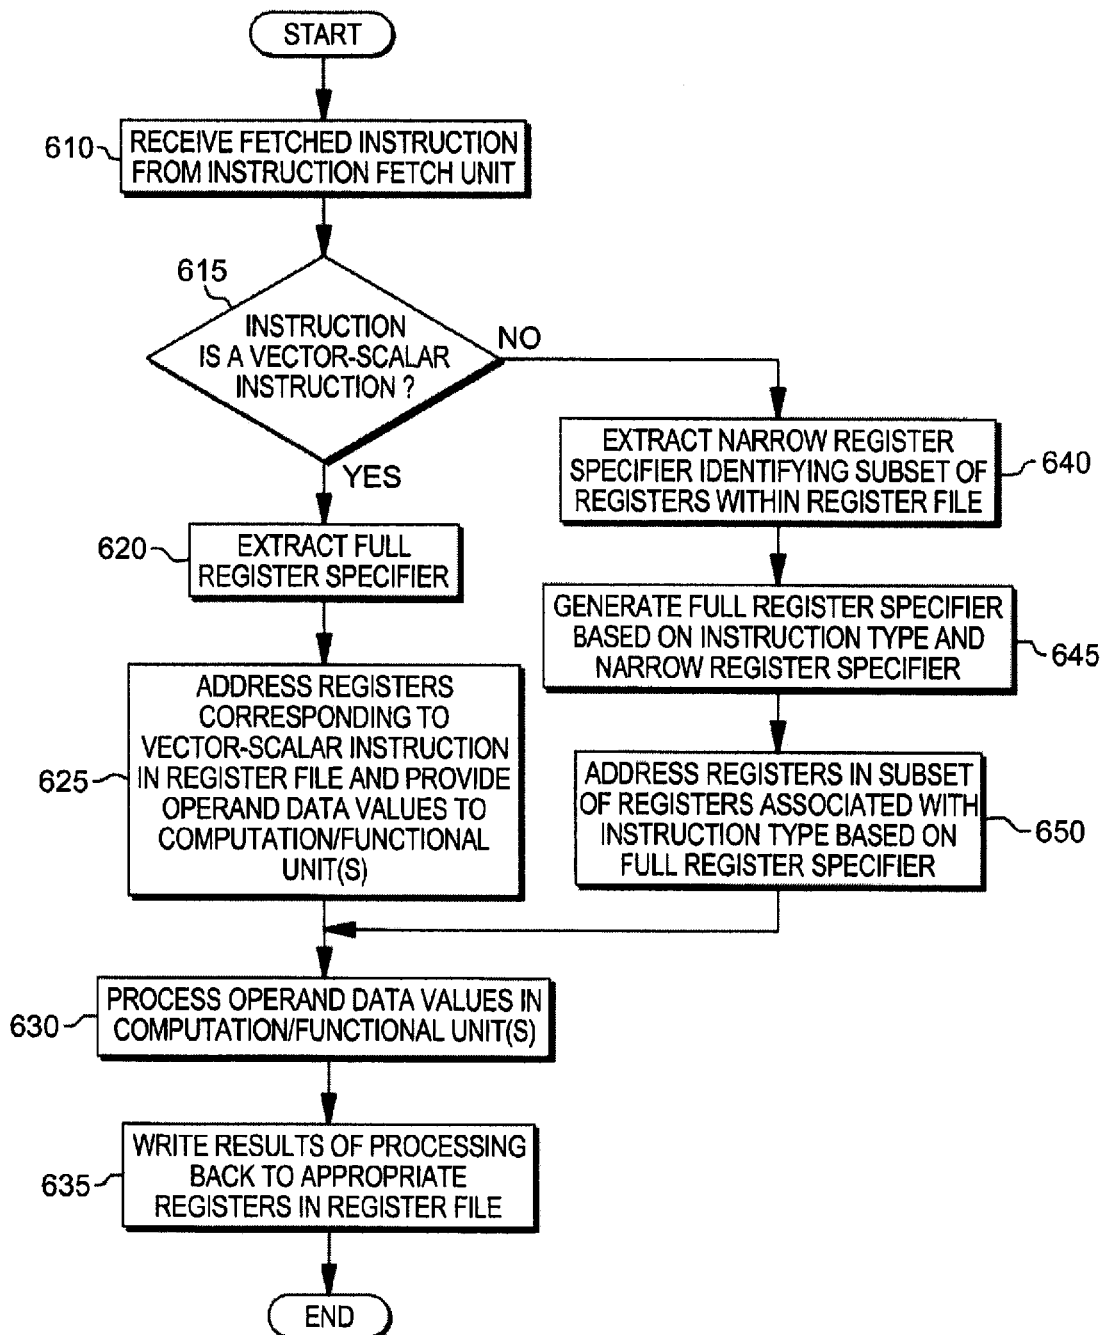 START
610
RECEIVE FETCHED INSTRUCTION
FROM INSTRUCTION FETCH UNIT
615
INSTRUCTION
IS A VECTOR-SCALAR
INSTRUCTION ?
NO
YES
620
EXTRACT FULL
REGISTER SPECIFIER
625
ADDRESS REGISTERS
CORRESPONDING TO
VECTOR-SCALAR INSTRUCTION
IN REGISTER FILE AND PROVIDE
OPERAND DATA VALUES TO
COMPUTATION/FUNCTIONAL
UNIT(S)
EXTRACT NARROW REGISTER
SPECIFIER IDENTIFYING SUBSET OF
REGISTERS WITHIN REGISTER FILE
640
GENERATE FULL REGISTER SPECIFIER
BASED ON INSTRUCTION TYPE AND
NARROW REGISTER SPECIFIER
645
ADDRESS REGISTERS IN SUBSET
OF REGISTERS ASSOCIATED WITH
INSTRUCTION TYPE BASED ON
FULL REGISTER SPECIFIER
650
630
PROCESS OPERAND DATA VALUES IN
COMPUTATION/FUNCTIONAL UNIT(S)
635
WRITE RESULTS OF PROCESSING
BACK TO APPROPRIATE
REGISTERS IN REGISTER FILE
END